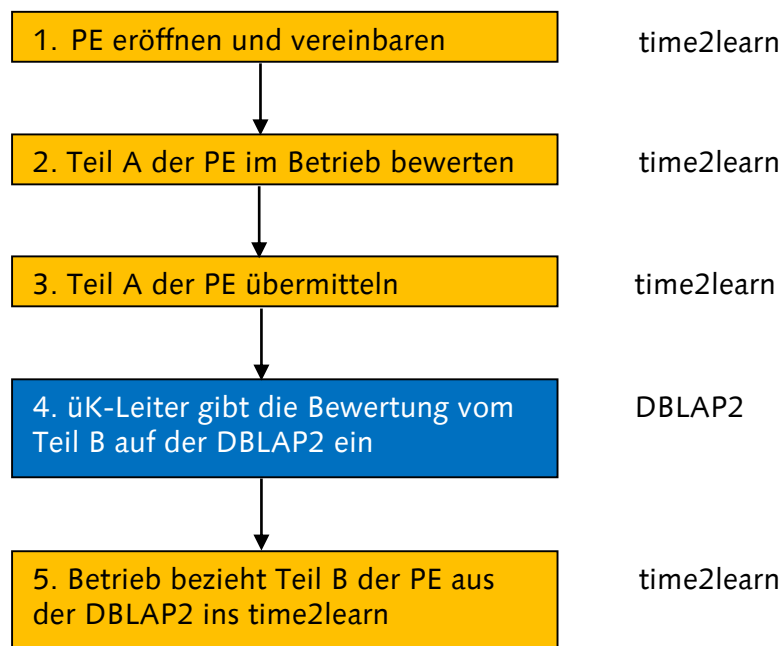 1. PE eröffnen und vereinbaren
time2learn
2. Teil A der PE im Betrieb bewerten
time2learn
3. Teil A der PE übermitteln
time2learn
4. üK-Leiter gibt die Bewertung vom
Teil B auf der DBLAP2 ein
DBLAP2
5. Betrieb bezieht Teil B der PE aus
der DBLAP2 ins time2learn
time2learn